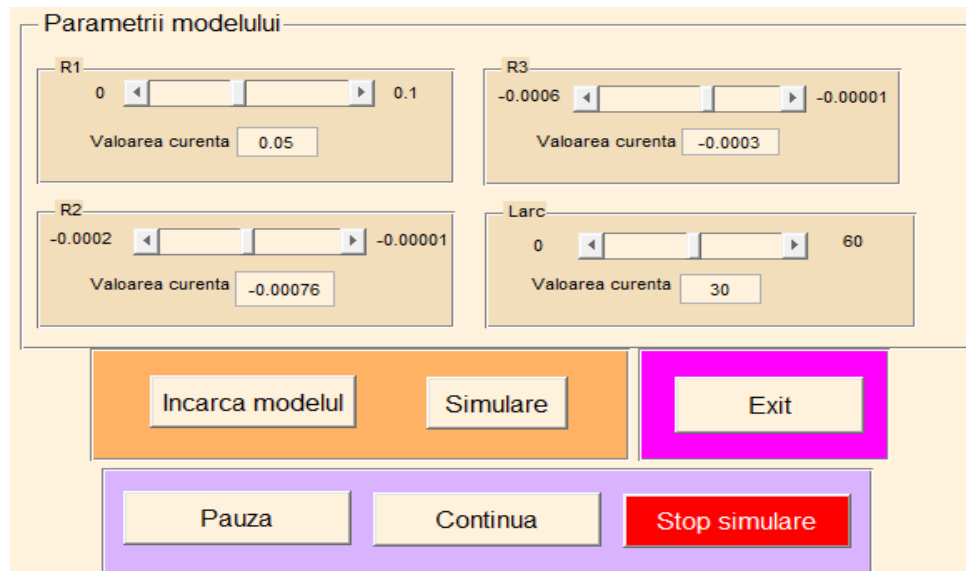 Parametrii modelului
R1
0 0.1
Valoarea curenta 0.05
R3
-0.0006 -0.00001
Valoarea curenta -0.0003
R2
-0.0002 -0.00001
Valoarea curenta -0.00076
Larc
0 60
Valoarea curenta 30
Incarca modelul Simulare Exit
Pauza Continua Stop simulare